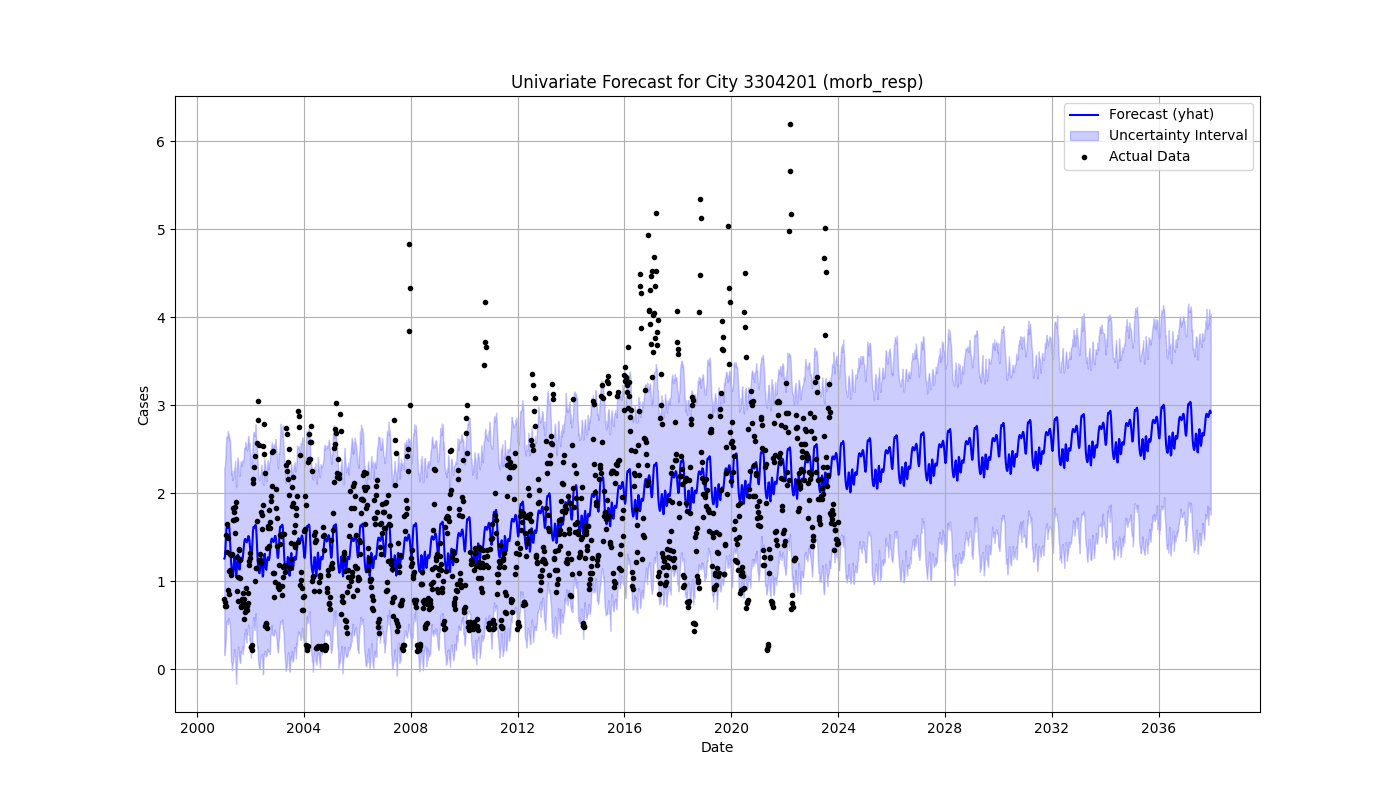 Univariate Forecast for City 3304201 (morb_resp)
Forecast (yhat)
Uncertainty Interval
Actual Data
Cases
6
5
4
3
2
1
0
2000 2004 2008 2012 2016 2020 2024 2028 2032 2036
Date